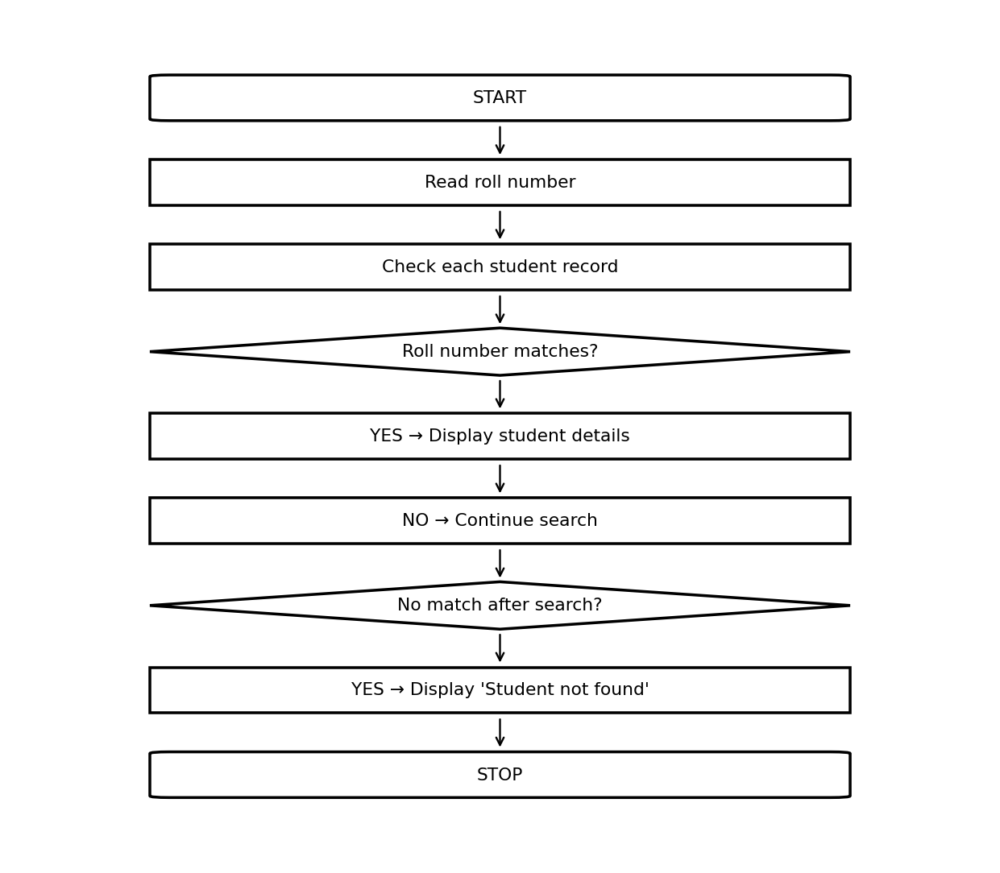 START
Read roll number
Check each student record
Roll number matches?
YES → Display student details
NO → Continue search
No match after search?
YES → Display 'Student not found'
STOP